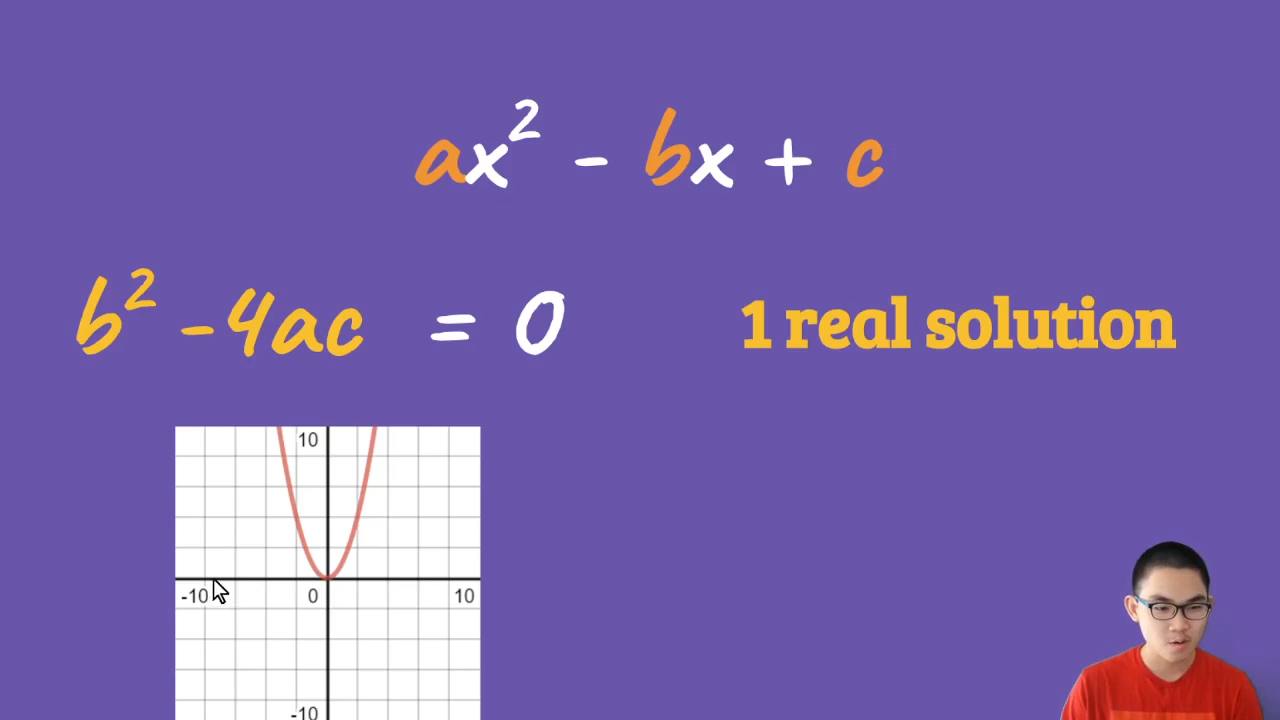 ax² - bx + c
b² - 4ac = 0
1 real solution
10
-10 0 10
-10